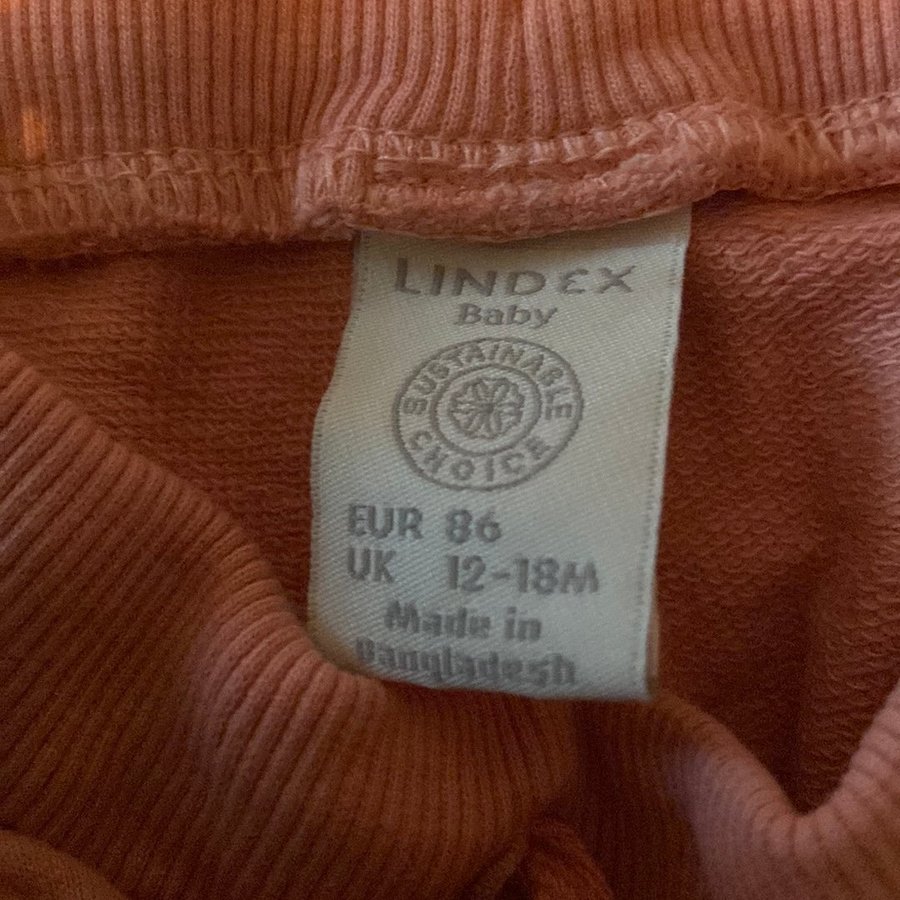 LINDEX
Baby
SUSTAINABLE
CHOICE
EUR 86
UK 12-18M
Made in
Bangladesh